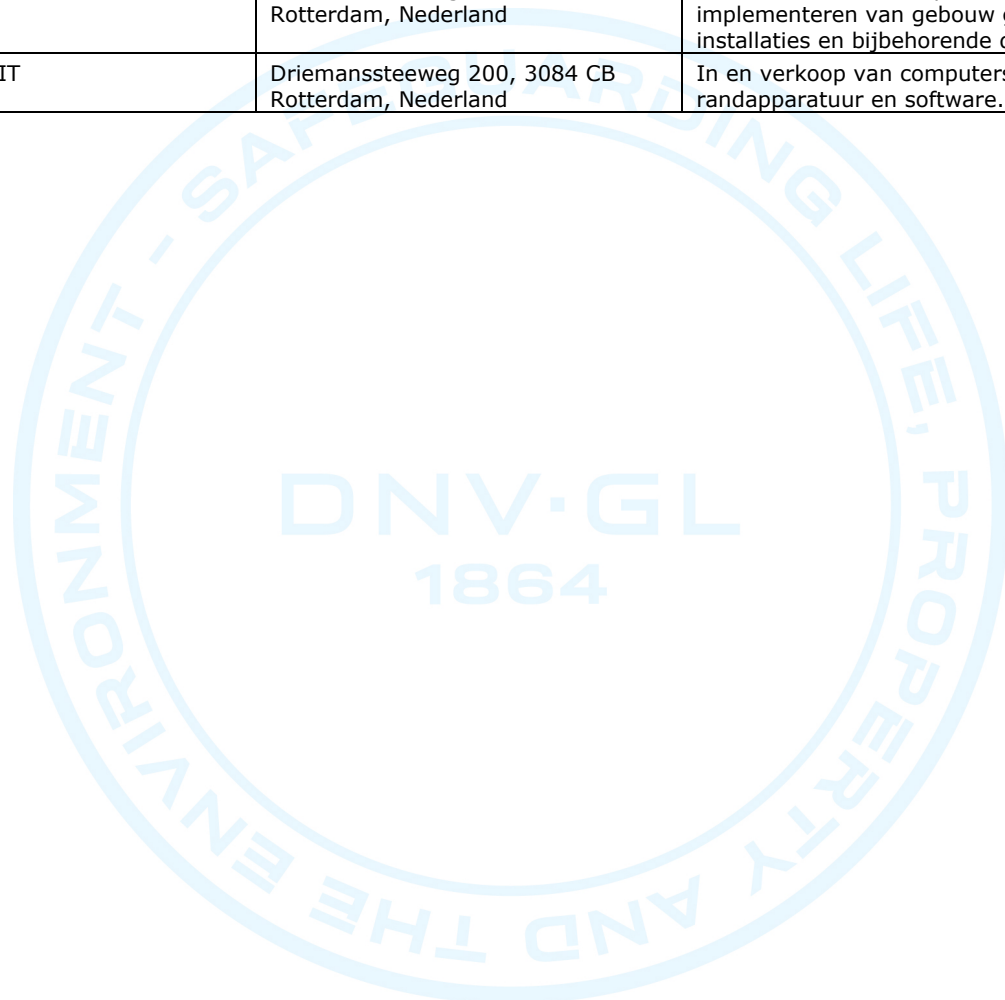 Rotterdam, Nederland
implementeren van gebouw
installaties en bijbehorende
IT
Driemanssteeweg 200, 3084 CB
Rotterdam, Nederland
In en verkoop van computers
randapparatuur en software.
SAFEGUARDING LIFE, PROPERTY AND THE ENVIRONMENT -
DNV·GL
1864